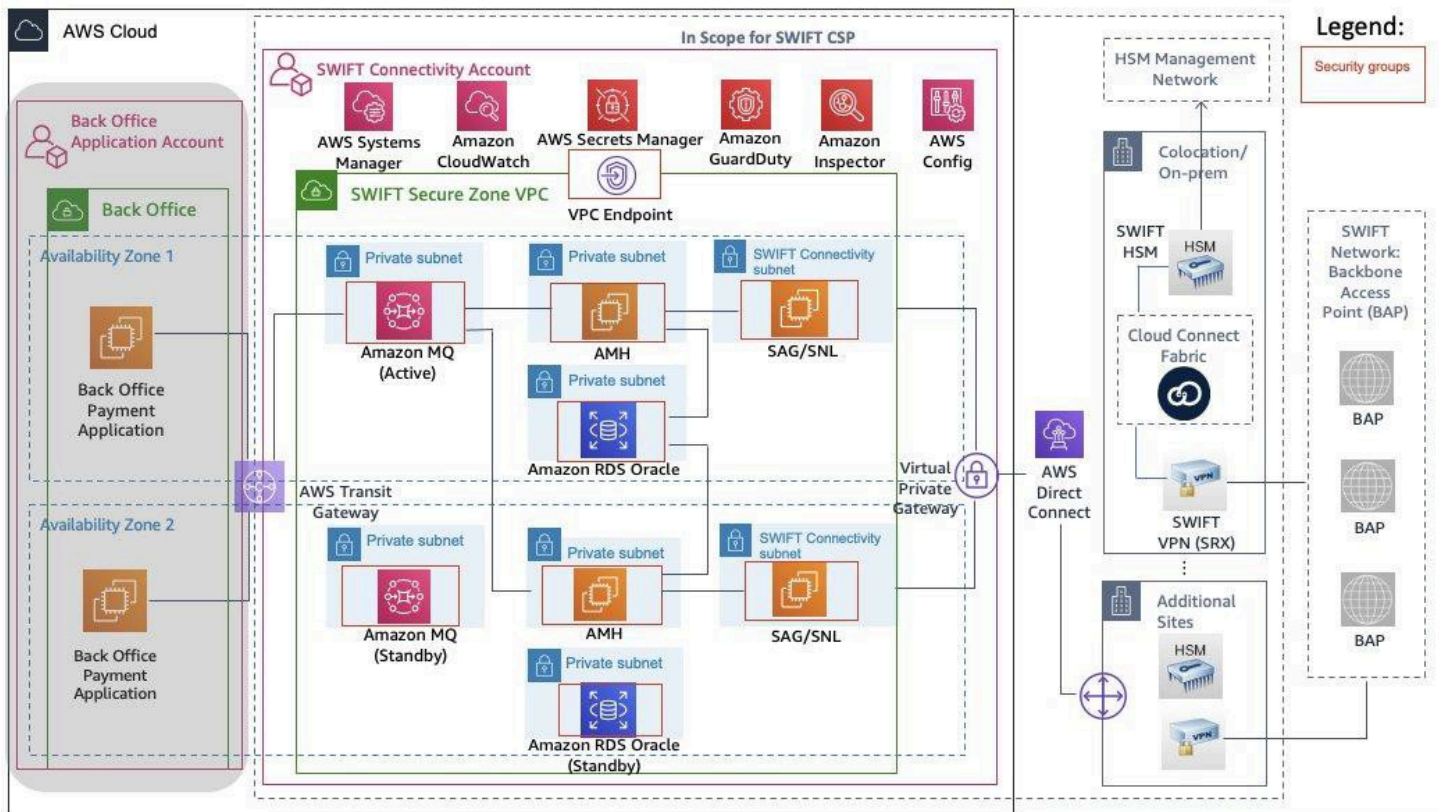 AWS Cloud
In Scope for SWIFT CSP
Legend:
Security groups
Back Office
Application Account
Back Office
Availability Zone 1
Back Office
Payment
Application
Availability Zone 2
Back Office
Payment
Application
SWIFT Connectivity Account
AWS Systems
Manager
Amazon
CloudWatch
AWS Secrets Manager
Amazon
GuardDuty
Amazon
Inspector
AWS
Config
SWIFT Secure Zone VPC
VPC Endpoint
Private subnet
Amazon MQ
(Active)
Private subnet
AMH
SWIFT Connectivity
subnet
SAG/SNL
Private subnet
Amazon RDS Oracle
AWS Transit
Gateway
Virtual
Private
Gateway
Private subnet
Amazon MQ
(Standby)
Private subnet
AMH
SWIFT Connectivity
subnet
SAG/SNL
Private subnet
Amazon RDS Oracle
(Standby)
AWS
Direct
Connect
HSM Management
Network
Colocation/
On-prem
SWIFT
HSM
HSM
Cloud Connect
Fabric
VPN
SWIFT
VPN (SRX)
Additional
Sites
HSM
VPN
SWIFT
Network:
Backbone
Access
Point (BAP)
BAP
BAP
BAP